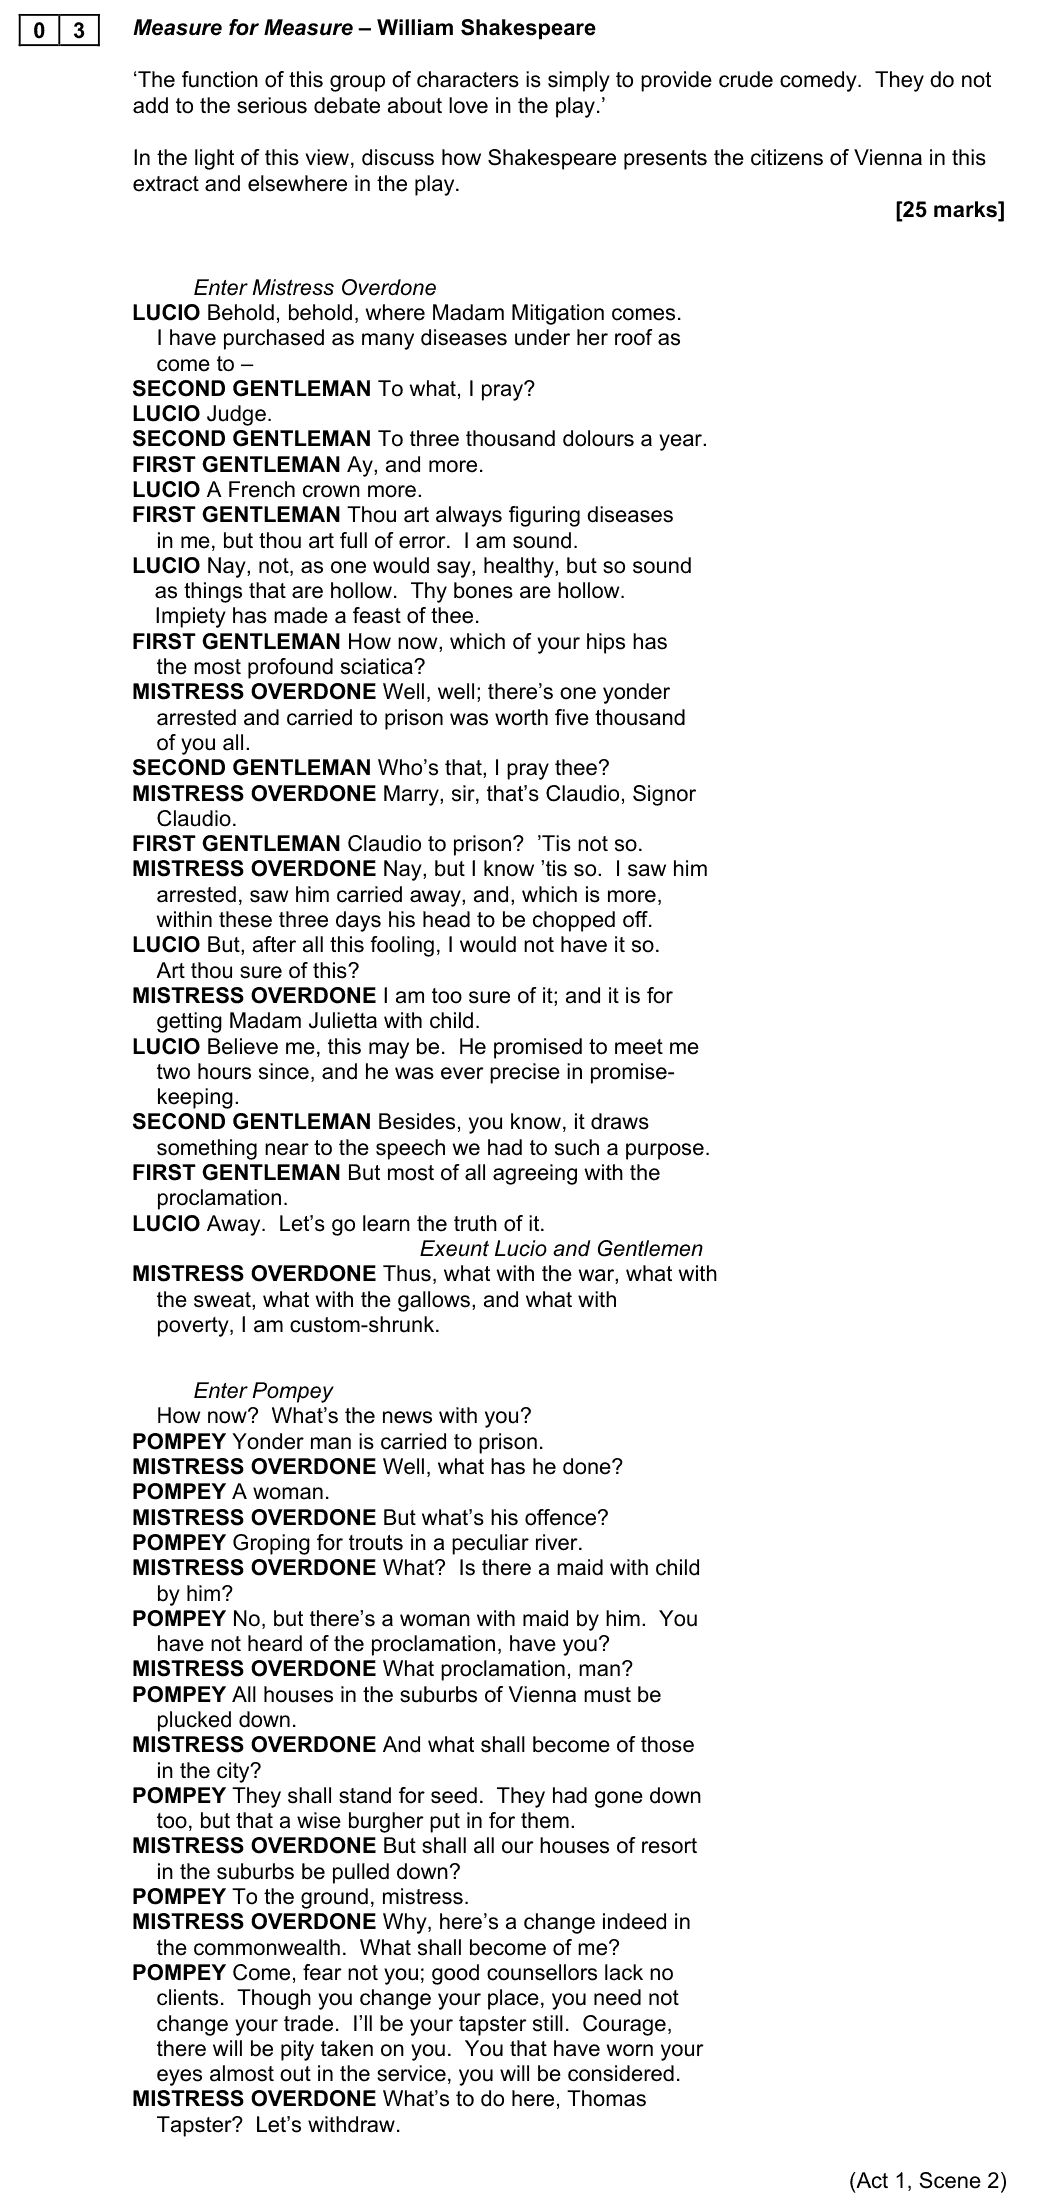 0 3 Measure for Measure – William Shakespeare
‘The function of this group of characters is simply to provide crude comedy. They do not
add to the serious debate about love in the play.’
In the light of this view, discuss how Shakespeare presents the citizens of Vienna in this
extract and elsewhere in the play.
[25 marks]
Enter Mistress Overdone
LUCIO Behold, behold, where Madam Mitigation comes.
I have purchased as many diseases under her roof as
come to –
SECOND GENTLEMAN To what, I pray?
LUCIO Judge.
SECOND GENTLEMAN To three thousand dolours a year.
FIRST GENTLEMAN Ay, and more.
LUCIO A French crown more.
FIRST GENTLEMAN Thou art always figuring diseases
in me, but thou art full of error. I am sound.
LUCIO Nay, not, as one would say, healthy, but so sound
as things that are hollow. Thy bones are hollow.
Impiety has made a feast of thee.
FIRST GENTLEMAN How now, which of your hips has
the most profound sciatica?
MISTRESS OVERDONE Well, well; there’s one yonder
arrested and carried to prison was worth five thousand
of you all.
SECOND GENTLEMAN Who’s that, I pray thee?
MISTRESS OVERDONE Marry, sir, that’s Claudio, Signor
Claudio.
FIRST GENTLEMAN Claudio to prison? ’Tis not so.
MISTRESS OVERDONE Nay, but I know ’tis so. I saw him
arrested, saw him carried away, and, which is more,
within these three days his head to be chopped off.
LUCIO But, after all this fooling, I would not have it so.
Art thou sure of this?
MISTRESS OVERDONE I am too sure of it; and it is for
getting Madam Julietta with child.
LUCIO Believe me, this may be. He promised to meet me
two hours since, and he was ever precise in promise-
keeping.
SECOND GENTLEMAN Besides, you know, it draws
something near to the speech we had to such a purpose.
FIRST GENTLEMAN But most of all agreeing with the
proclamation.
LUCIO Away. Let’s go learn the truth of it.
Exeunt Lucio and Gentlemen
MISTRESS OVERDONE Thus, what with the war, what with
the sweat, what with the gallows, and what with
poverty, I am custom-shrunk.
Enter Pompey
How now? What’s the news with you?
POMPEY Yonder man is carried to prison.
MISTRESS OVERDONE Well, what has he done?
POMPEY A woman.
MISTRESS OVERDONE But what’s his offence?
POMPEY Groping for trouts in a peculiar river.
MISTRESS OVERDONE What? Is there a maid with child
by him?
POMPEY No, but there’s a woman with maid by him. You
have not heard of the proclamation, have you?
MISTRESS OVERDONE What proclamation, man?
POMPEY All houses in the suburbs of Vienna must be
plucked down.
MISTRESS OVERDONE And what shall become of those
in the city?
POMPEY They shall stand for seed. They had gone down
too, but that a wise burgher put in for them.
MISTRESS OVERDONE But shall all our houses of resort
in the suburbs be pulled down?
POMPEY To the ground, mistress.
MISTRESS OVERDONE Why, here’s a change indeed in
the commonwealth. What shall become of me?
POMPEY Come, fear not you; good counsellors lack no
clients. Though you change your place, you need not
change your trade. I’ll be your tapster still. Courage,
there will be pity taken on you. You that have worn your
eyes almost out in the service, you will be considered.
MISTRESS OVERDONE What’s to do here, Thomas
Tapster? Let’s withdraw.
(Act 1, Scene 2)